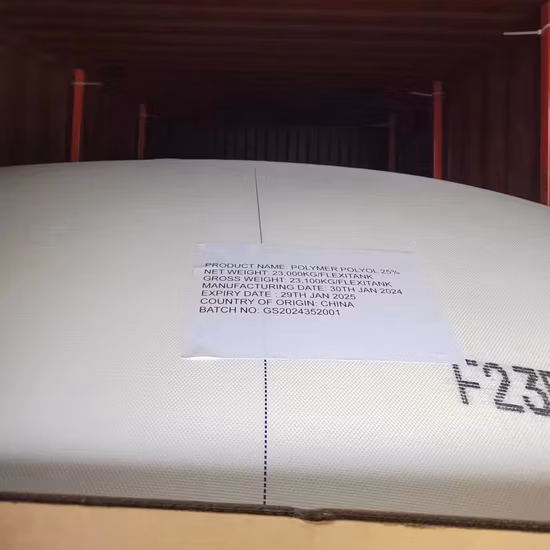 PRODUCT NAME: POLYMER POLYOL 25%
NET WEIGHT: 23,000KG/FLEXITANK
GROSS WEIGHT: 23,100KG/FLEXITANK
MANUFACTURING DATE: 30TH JAN 2024
EXPIRY DATE : 29TH JAN 2025
COUNTRY OF ORIGIN: CHINA
BATCH NO: GS2024352001
F23